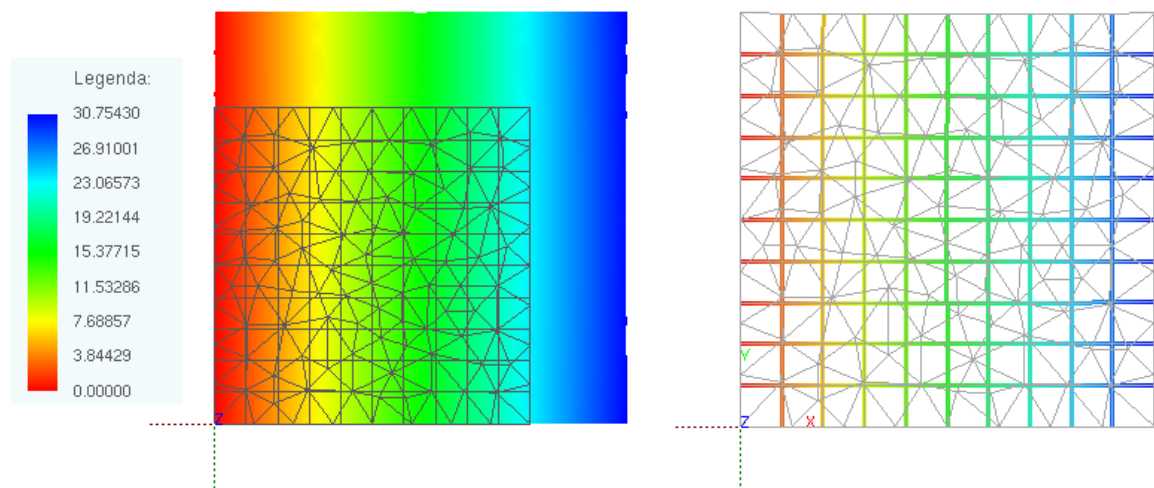 Legenda:
30.75430
26.91001
23.06573
19.22144
15.37715
11.53286
7.68857
3.84429
0.00000
Z
Y
Z
X